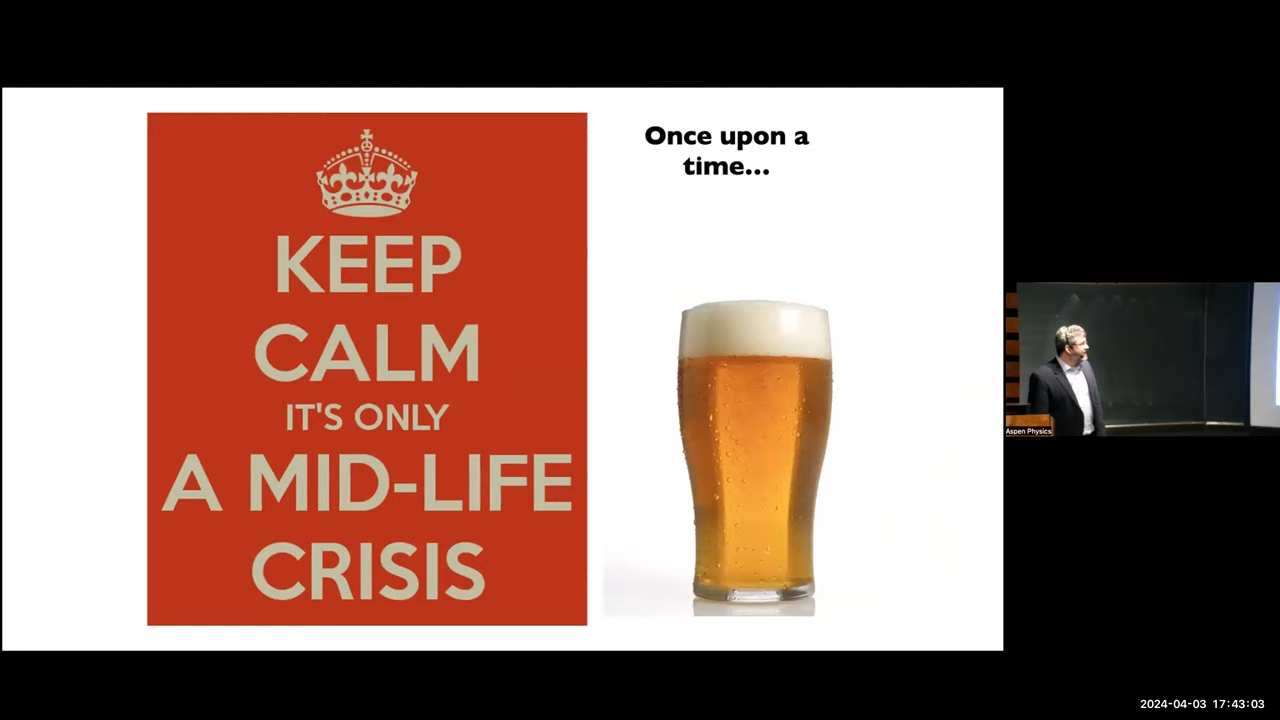 KEEP
CALM
IT'S ONLY
A MID-LIFE
CRISIS
Once upon a
time...
Aspen Physics
2024-04-03 17:43:03